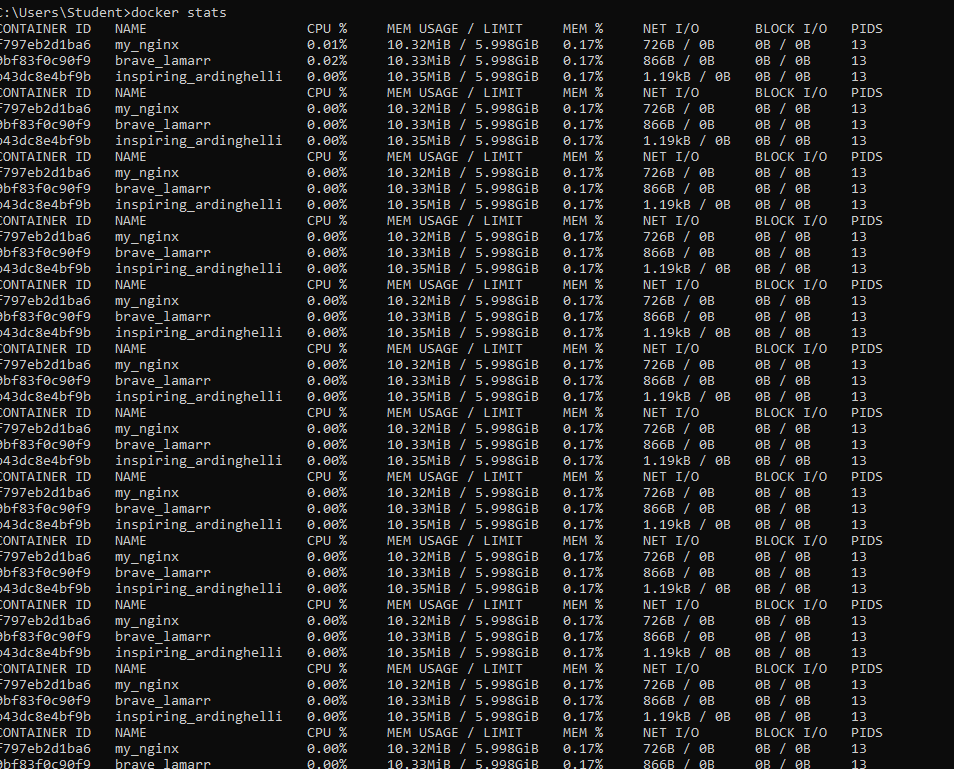 C:\Users\Student>docker stats
CONTAINER ID NAME CPU % MEM USAGE / LIMIT MEM % NET I/O BLOCK I/O PIDS
f797eb2d1ba6 my_nginx 0.01% 10.32MiB / 5.998GiB 0.17% 726B / 0B 0B / 0B 13
0bf83f0c90f9 brave_lamarr 0.02% 10.33MiB / 5.998GiB 0.17% 866B / 0B 0B / 0B 13
b43dc8e4bf9b inspiring_ardinghelli 0.00% 10.35MiB / 5.998GiB 0.17% 1.19kB / 0B 0B / 0B 13
CONTAINER ID NAME CPU % MEM USAGE / LIMIT MEM % NET I/O BLOCK I/O PIDS
f797eb2d1ba6 my_nginx 0.00% 10.32MiB / 5.998GiB 0.17% 726B / 0B 0B / 0B 13
0bf83f0c90f9 brave_lamarr 0.00% 10.33MiB / 5.998GiB 0.17% 866B / 0B 0B / 0B 13
b43dc8e4bf9b inspiring_ardinghelli 0.00% 10.35MiB / 5.998GiB 0.17% 1.19kB / 0B 0B / 0B 13
CONTAINER ID NAME CPU % MEM USAGE / LIMIT MEM % NET I/O BLOCK I/O PIDS
f797eb2d1ba6 my_nginx 0.00% 10.32MiB / 5.998GiB 0.17% 726B / 0B 0B / 0B 13
0bf83f0c90f9 brave_lamarr 0.00% 10.33MiB / 5.998GiB 0.17% 866B / 0B 0B / 0B 13
b43dc8e4bf9b inspiring_ardinghelli 0.00% 10.35MiB / 5.998GiB 0.17% 1.19kB / 0B 0B / 0B 13
CONTAINER ID NAME CPU % MEM USAGE / LIMIT MEM % NET I/O BLOCK I/O PIDS
f797eb2d1ba6 my_nginx 0.00% 10.32MiB / 5.998GiB 0.17% 726B / 0B 0B / 0B 13
0bf83f0c90f9 brave_lamarr 0.00% 10.33MiB / 5.998GiB 0.17% 866B / 0B 0B / 0B 13
b43dc8e4bf9b inspiring_ardinghelli 0.00% 10.35MiB / 5.998GiB 0.17% 1.19kB / 0B 0B / 0B 13
CONTAINER ID NAME CPU % MEM USAGE / LIMIT MEM % NET I/O BLOCK I/O PIDS
f797eb2d1ba6 my_nginx 0.00% 10.32MiB / 5.998GiB 0.17% 726B / 0B 0B / 0B 13
0bf83f0c90f9 brave_lamarr 0.00% 10.33MiB / 5.998GiB 0.17% 866B / 0B 0B / 0B 13
b43dc8e4bf9b inspiring_ardinghelli 0.00% 10.35MiB / 5.998GiB 0.17% 1.19kB / 0B 0B / 0B 13
CONTAINER ID NAME CPU % MEM USAGE / LIMIT MEM % NET I/O BLOCK I/O PIDS
f797eb2d1ba6 my_nginx 0.00% 10.32MiB / 5.998GiB 0.17% 726B / 0B 0B / 0B 13
0bf83f0c90f9 brave_lamarr 0.00% 10.33MiB / 5.998GiB 0.17% 866B / 0B 0B / 0B 13
b43dc8e4bf9b inspiring_ardinghelli 0.00% 10.35MiB / 5.998GiB 0.17% 1.19kB / 0B 0B / 0B 13
CONTAINER ID NAME CPU % MEM USAGE / LIMIT MEM % NET I/O BLOCK I/O PIDS
f797eb2d1ba6 my_nginx 0.00% 10.32MiB / 5.998GiB 0.17% 726B / 0B 0B / 0B 13
0bf83f0c90f9 brave_lamarr 0.00% 10.33MiB / 5.998GiB 0.17% 866B / 0B 0B / 0B 13
b43dc8e4bf9b inspiring_ardinghelli 0.00% 10.35MiB / 5.998GiB 0.17% 1.19kB / 0B 0B / 0B 13
CONTAINER ID NAME CPU % MEM USAGE / LIMIT MEM % NET I/O BLOCK I/O PIDS
f797eb2d1ba6 my_nginx 0.00% 10.32MiB / 5.998GiB 0.17% 726B / 0B 0B / 0B 13
0bf83f0c90f9 brave_lamarr 0.00% 10.33MiB / 5.998GiB 0.17% 866B / 0B 0B / 0B 13
b43dc8e4bf9b inspiring_ardinghelli 0.00% 10.35MiB / 5.998GiB 0.17% 1.19kB / 0B 0B / 0B 13
CONTAINER ID NAME CPU % MEM USAGE / LIMIT MEM % NET I/O BLOCK I/O PIDS
f797eb2d1ba6 my_nginx 0.00% 10.32MiB / 5.998GiB 0.17% 726B / 0B 0B / 0B 13
0bf83f0c90f9 brave_lamarr 0.00% 10.33MiB / 5.998GiB 0.17% 866B / 0B 0B / 0B 13
b43dc8e4bf9b inspiring_ardinghelli 0.00% 10.35MiB / 5.998GiB 0.17% 1.19kB / 0B 0B / 0B 13
CONTAINER ID NAME CPU % MEM USAGE / LIMIT MEM % NET I/O BLOCK I/O PIDS
f797eb2d1ba6 my_nginx 0.00% 10.32MiB / 5.998GiB 0.17% 726B / 0B 0B / 0B 13
0bf83f0c90f9 brave_lamarr 0.00% 10.33MiB / 5.998GiB 0.17% 866B / 0B 0B / 0B 13
b43dc8e4bf9b inspiring_ardinghelli 0.00% 10.35MiB / 5.998GiB 0.17% 1.19kB / 0B 0B / 0B 13
CONTAINER ID NAME CPU % MEM USAGE / LIMIT MEM % NET I/O BLOCK I/O PIDS
f797eb2d1ba6 my_nginx 0.00% 10.32MiB / 5.998GiB 0.17% 726B / 0B 0B / 0B 13
0bf83f0c90f9 brave_lamarr 0.00% 10.33MiB / 5.998GiB 0.17% 866B / 0B 0B / 0B 13
b43dc8e4bf9b inspiring_ardinghelli 0.00% 10.35MiB / 5.998GiB 0.17% 1.19kB / 0B 0B / 0B 13
CONTAINER ID NAME CPU % MEM USAGE / LIMIT MEM % NET I/O BLOCK I/O PIDS
f797eb2d1ba6 my_nginx 0.00% 10.32MiB / 5.998GiB 0.17% 726B / 0B 0B / 0B 13
0bf83f0c90f9 brave_lamarr 0.00% 10.33MiB / 5.998GiB 0.17% 866B / 0B 0B / 0B 13